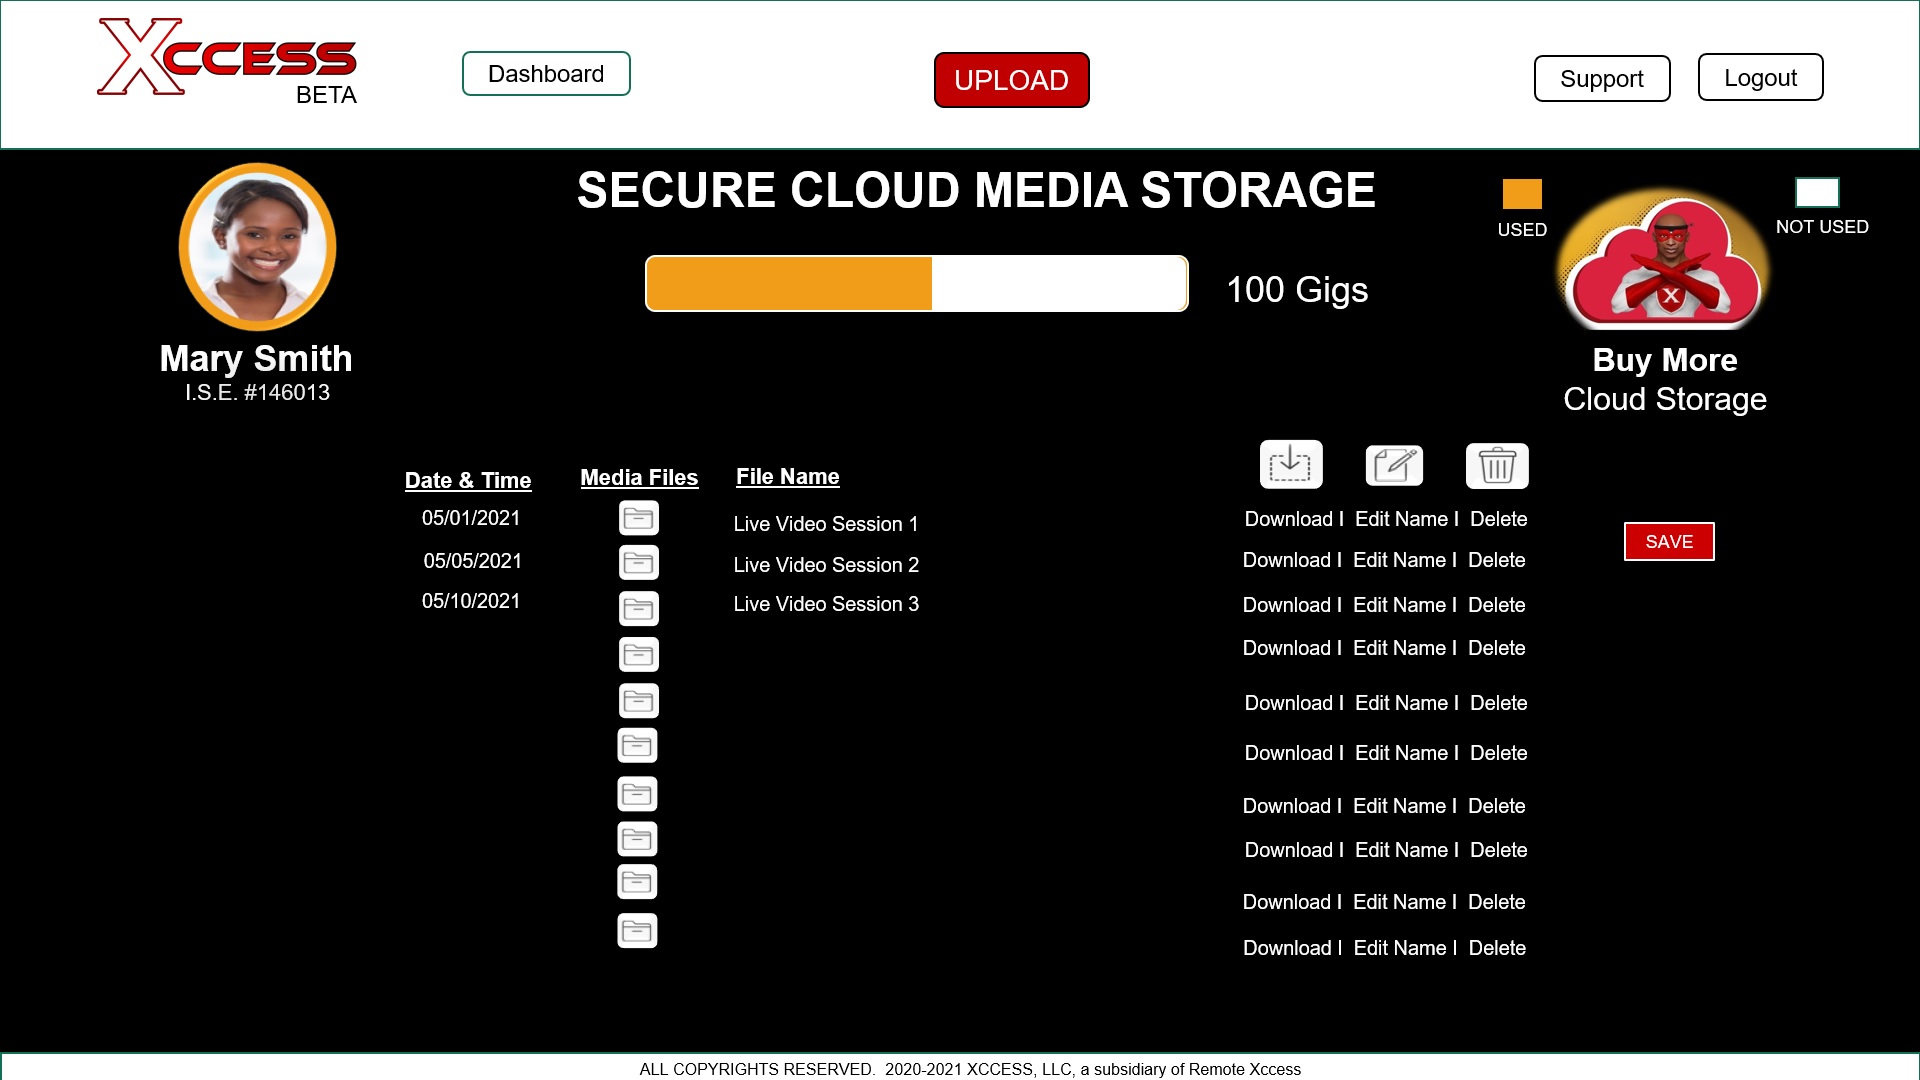 XCCESS
BETA
Dashboard
UPLOAD
Support
Logout
SECURE CLOUD MEDIA STORAGE
USED
NOT USED
100 Gigs
X
Mary Smith
I.S.E. #146013
Buy More
Cloud Storage
Date & Time Media Files File Name
05/01/2021 Live Video Session 1 Download I Edit Name I Delete
SAVE
05/05/2021 Live Video Session 2 Download I Edit Name I Delete
05/10/2021 Live Video Session 3 Download I Edit Name I Delete
Download I Edit Name I Delete
Download I Edit Name I Delete
Download I Edit Name I Delete
Download I Edit Name I Delete
Download I Edit Name I Delete
Download I Edit Name I Delete
Download I Edit Name I Delete
ALL COPYRIGHTS RESERVED. 2020-2021 XCCESS, LLC, a subsidiary of Remote Xccess